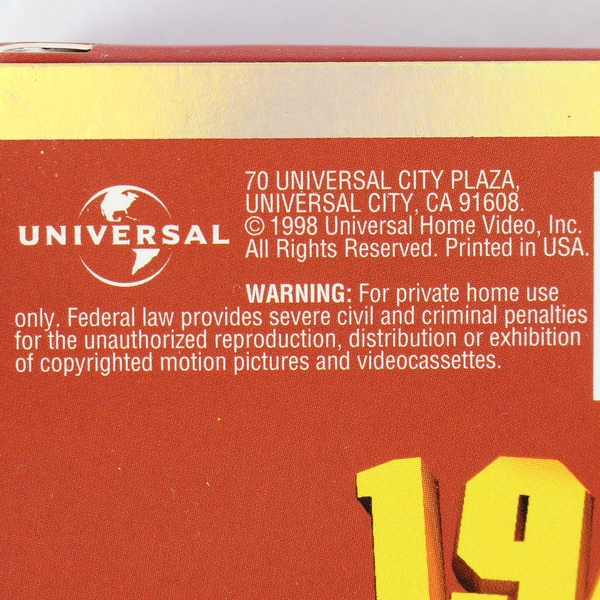 UNIVERSAL
70 UNIVERSAL CITY PLAZA,
UNIVERSAL CITY, CA 91608.
© 1998 Universal Home Video, Inc.
All Rights Reserved. Printed in USA.
WARNING: For private home use
only. Federal law provides severe civil and criminal penalties
for the unauthorized reproduction, distribution or exhibition
of copyrighted motion pictures and videocassettes.
19